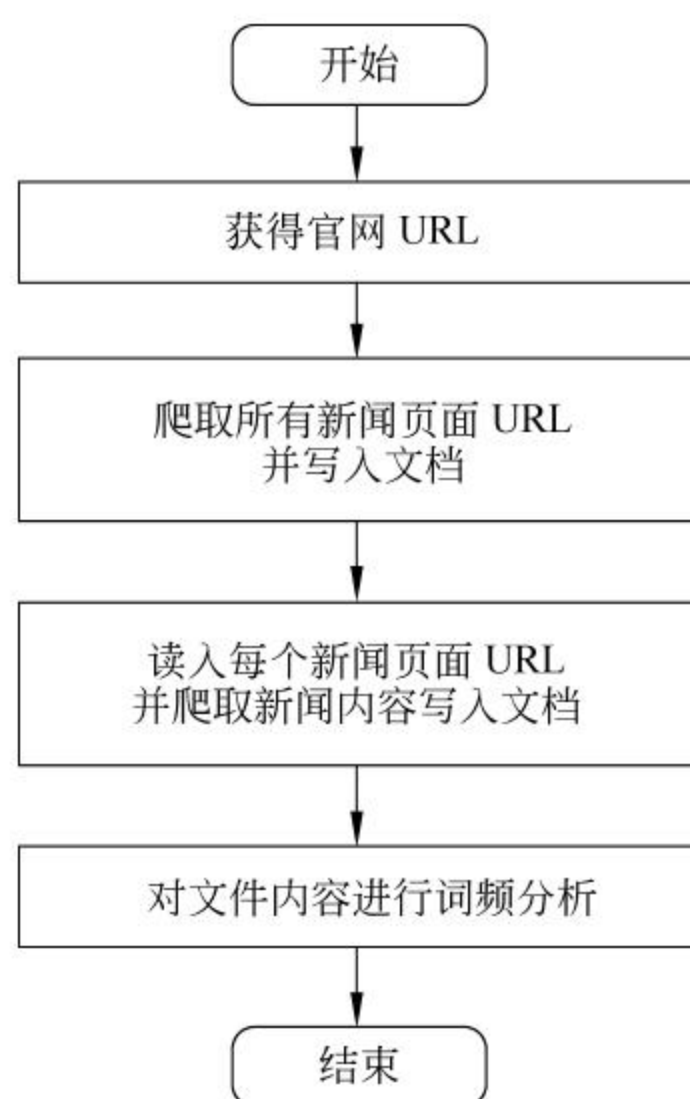 开始
获得官网 URL
爬取所有新闻页面 URL
并写入文档
读入每个新闻页面 URL
并爬取新闻内容写入文档
对文件内容进行词频分析
结束